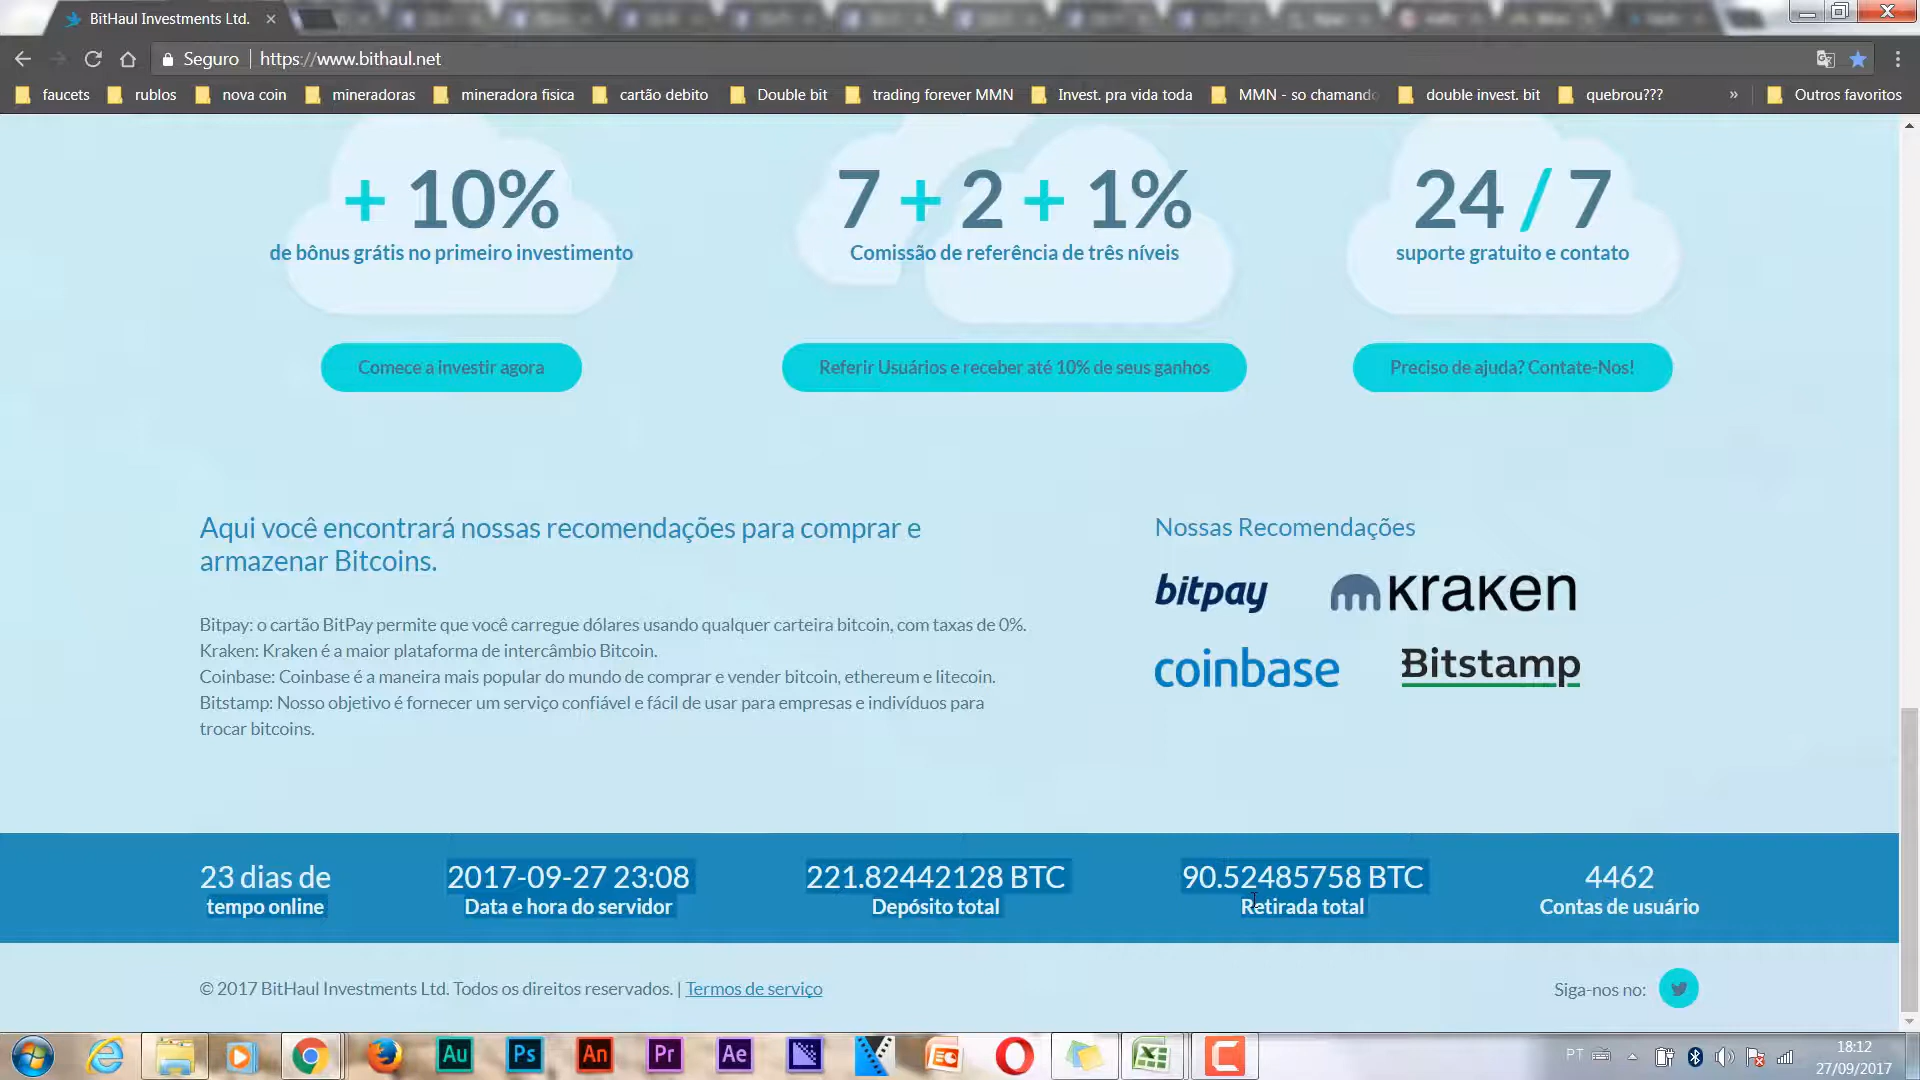 BitHaul Investments Ltd.
Seguro
https://www.bithaul.net
faucets
rublos
nova coin
mineradoras
mineradora fisica
cartão debito
Double bit
trading forever MMN
Invest. pra vida toda
MMN - so chamando
double invest. bit
quebrou???
»
Outros favoritos
+ 10%
de bônus grátis no primeiro investimento
Comece a investir agora
7 + 2 + 1%
Comissão de referência de três níveis
Referir Usuários e receber até 10% de seus ganhos
24 / 7
suporte gratuito e contato
Preciso de ajuda? Contate-Nos!
Aqui você encontrará nossas recomendações para comprar e
armazenar Bitcoins.
Bitpay: o cartão BitPay permite que você carregue dólares usando qualquer carteira bitcoin, com taxas de 0%.
Kraken: Kraken é a maior plataforma de intercâmbio Bitcoin.
Coinbase: Coinbase é a maneira mais popular do mundo de comprar e vender bitcoin, ethereum e litecoin.
Bitstamp: Nosso objetivo é fornecer um serviço confiável e fácil de usar para empresas e indivíduos para
trocar bitcoins.
Nossas Recomendações
bitpay
kraken
coinbase
Bitstamp
23 dias de
tempo online
2017-09-27 23:08
Data e hora do servidor
221.82442128 BTC
Depósito total
90.52485758 BTC
Retirada total
4462
Contas de usuário
© 2017 BitHaul Investments Ltd. Todos os direitos reservados. | Termos de serviço
Siga-nos no:
Au
Ps
An
Pr
Ae
PT
18:12
27/09/2017